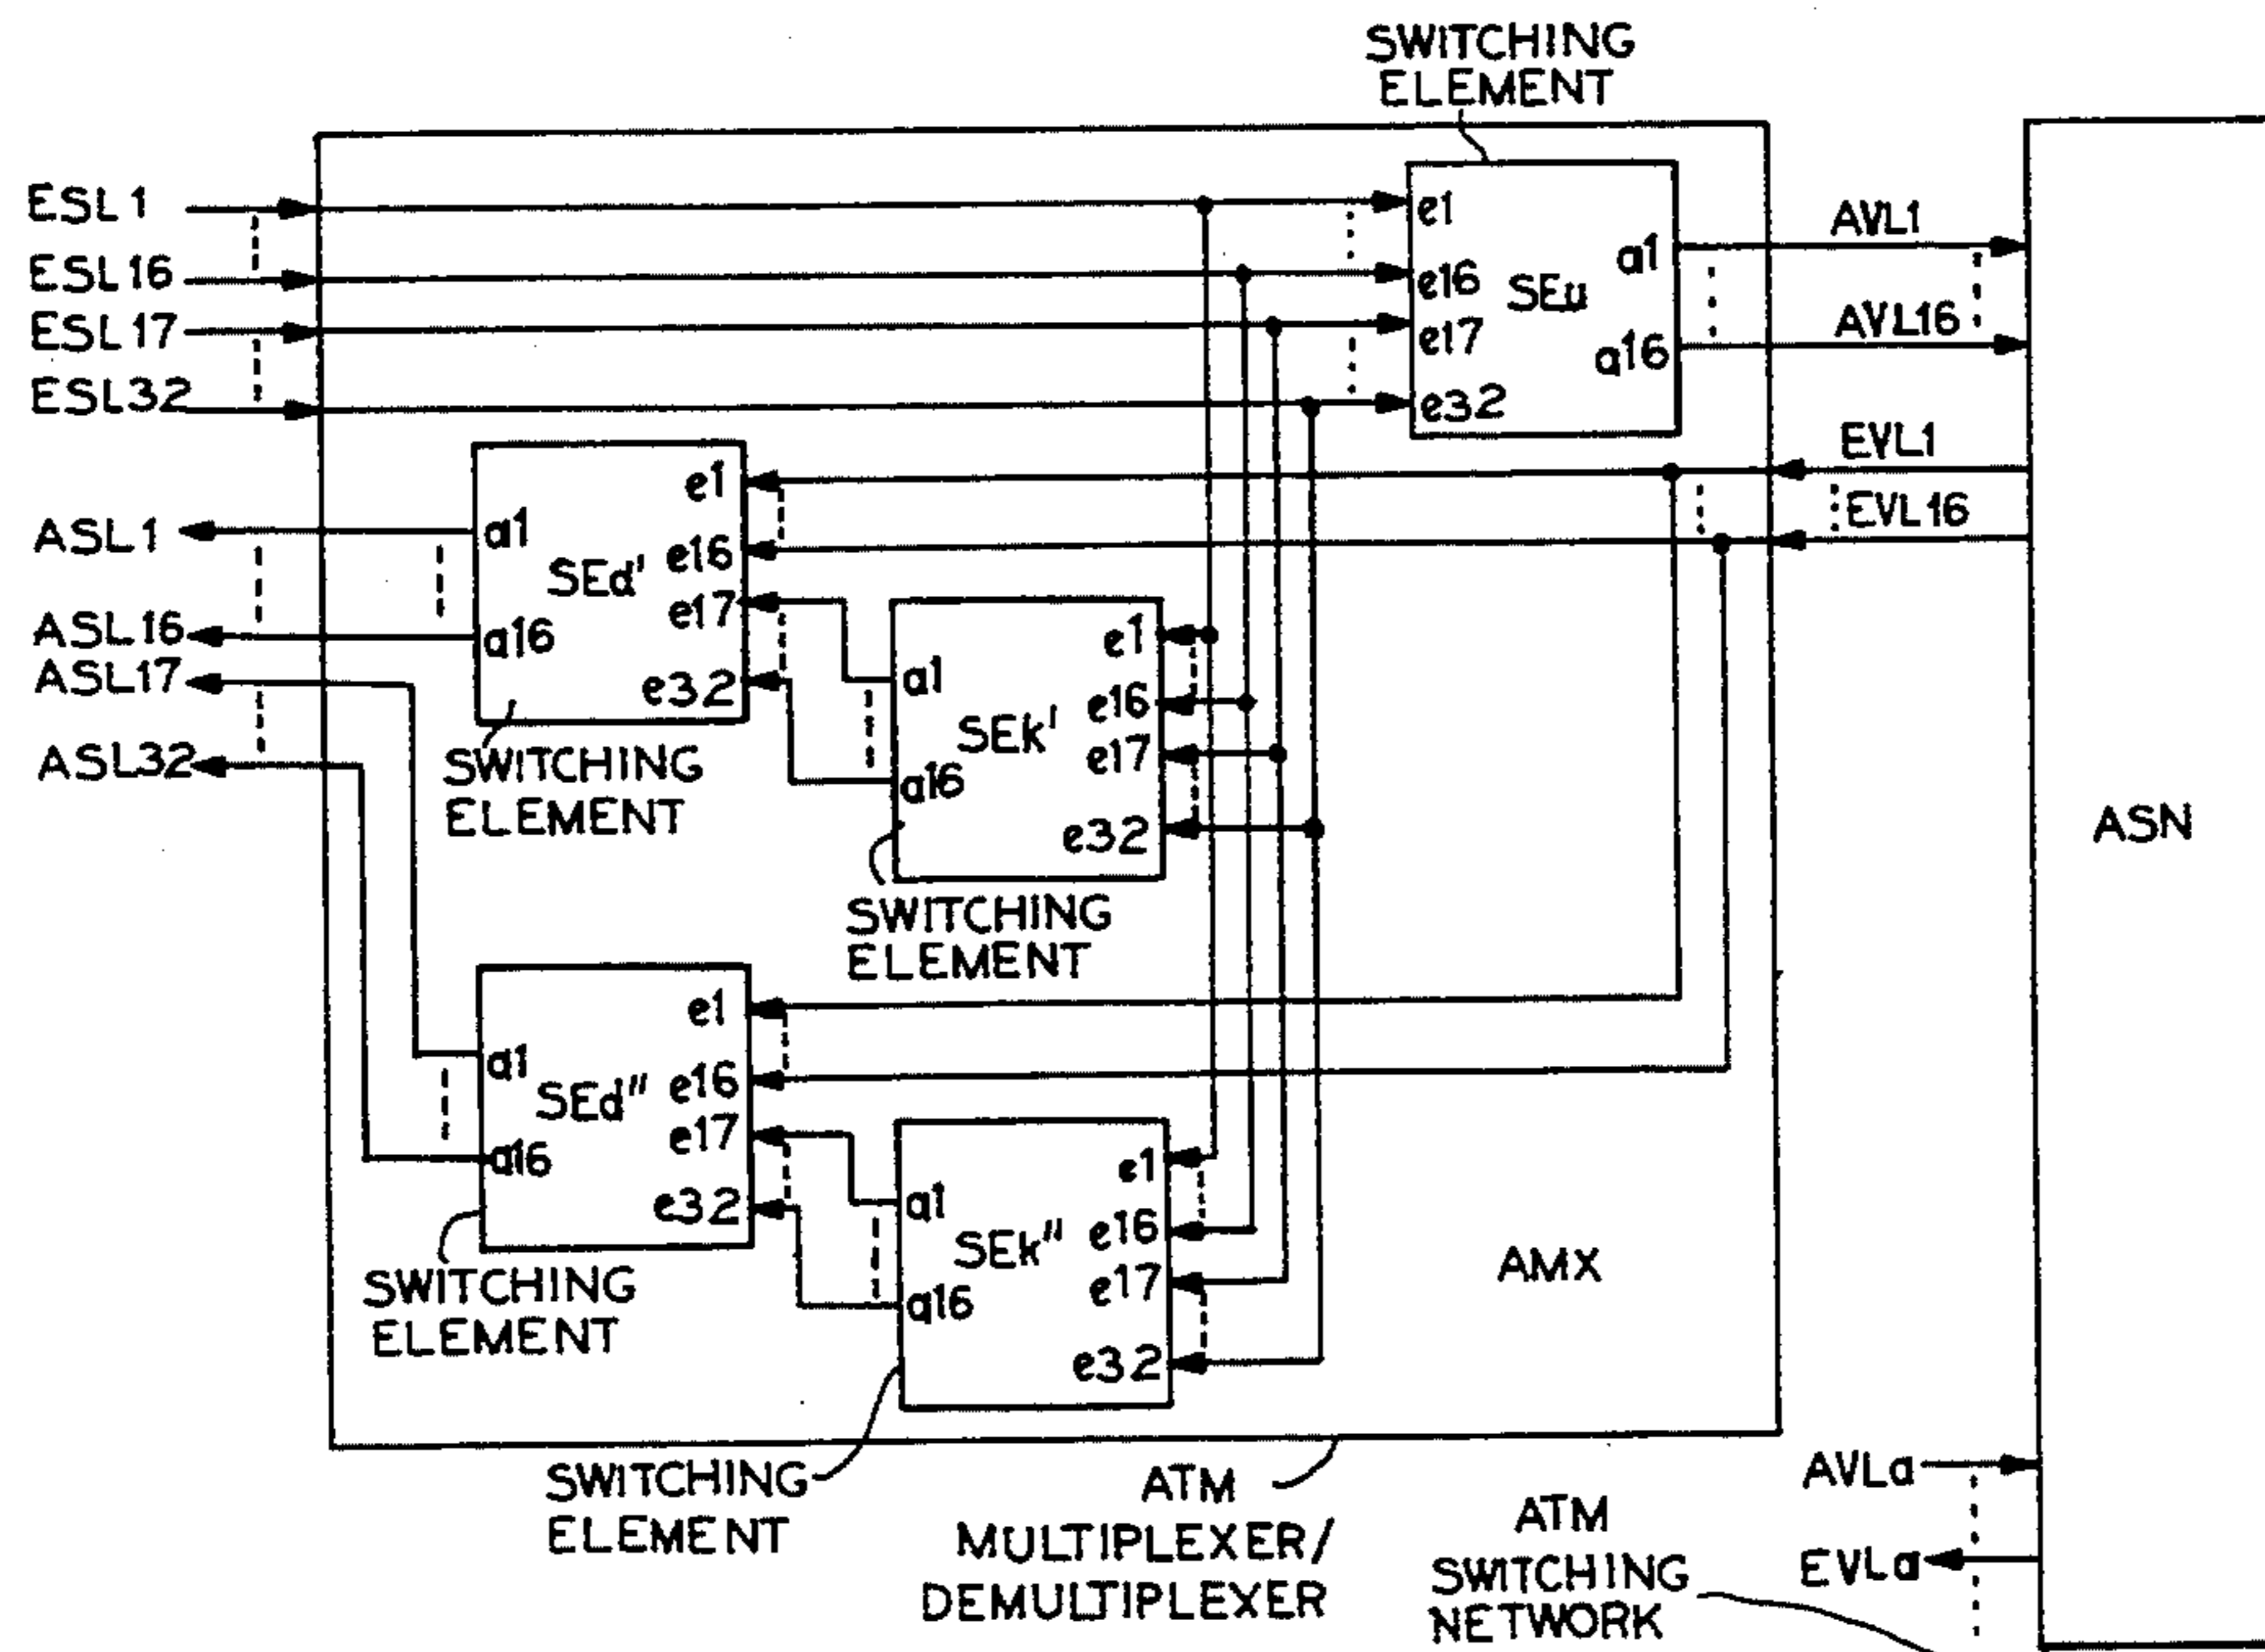 SWITCHING
ELEMENT
ESL1
ESL16
ESL17
ESL32
e1
e16
e17
e32
SEu
a1
a16
AVL1
AVL16
EVL1
EVL16
ASL1
ASL16
ASL17
ASL32
a1
a16
SEd'
e1
e16
e17
e32
SWITCHING
ELEMENT
a1
a16
SEk'
e1
e16
e17
e32
SWITCHING
ELEMENT
ASN
a1
a16
SEd"
e1
e16
e17
e32
SWITCHING
ELEMENT
a1
a16
SEk"
e1
e16
e17
e32
AMX
SWITCHING
ELEMENT
ATM
MULTIPLEXER/
DEMULTIPLEXER
ATM
SWITCHING
NETWORK
AVLa
EVLa